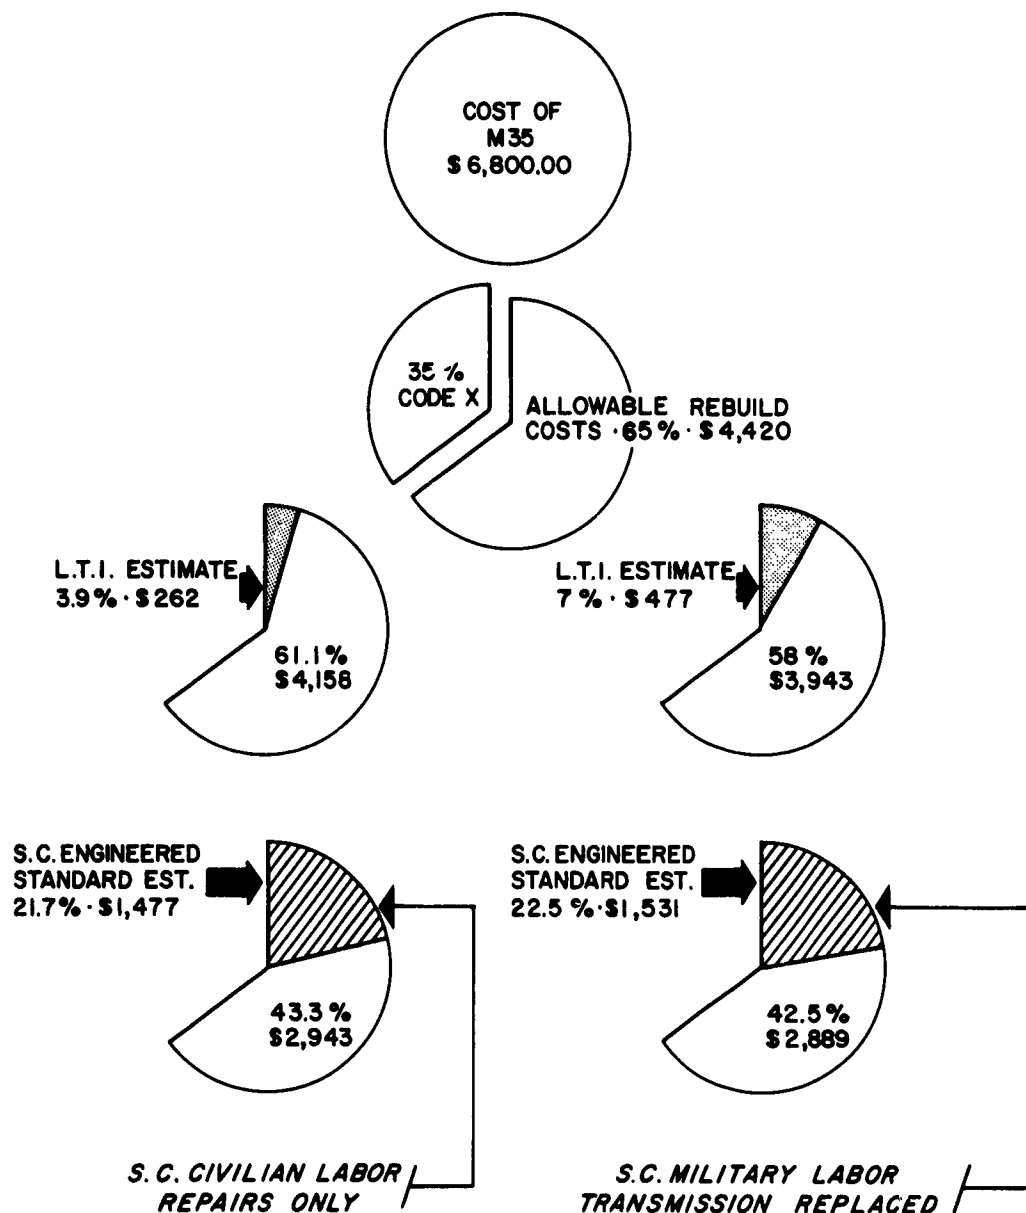 COST OF
M35
$6,800.00
35 %
CODE X
ALLOWABLE REBUILD
COSTS · 65% · $4,420
L.T.I. ESTIMATE
3.9% · $262
61.1%
$4,158
L.T.I. ESTIMATE
7% · $477
58%
$3,943
S.C. ENGINEERED
STANDARD EST.
21.7% · $1,477
43.3%
$2,943
S.C. ENGINEERED
STANDARD EST.
22.5% · $1,531
42.5%
$2,889
S.C. CIVILIAN LABOR
REPAIRS ONLY
S.C. MILITARY LABOR
TRANSMISSION REPLACED